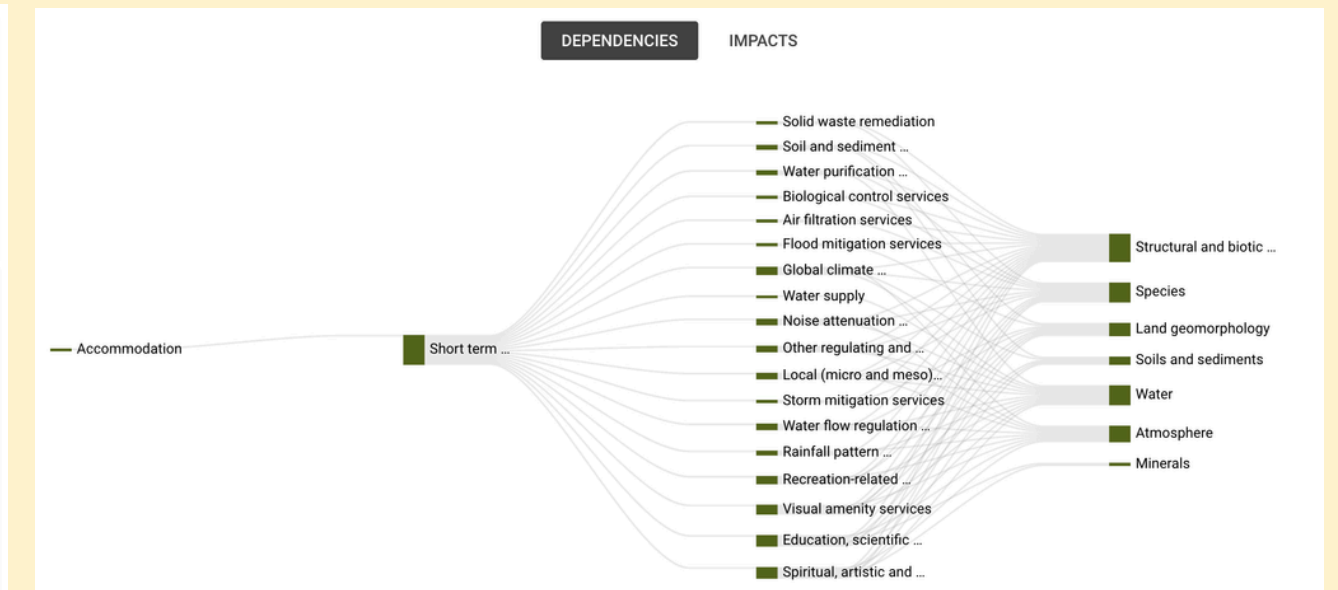 DEPENDENCIES
IMPACTS
Accommodation
Short term ...
Solid waste remediation
Soil and sediment ...
Water purification ...
Biological control services
Air filtration services
Flood mitigation services
Global climate ...
Water supply
Noise attenuation ...
Other regulating and ...
Local (micro and meso)...
Storm mitigation services
Water flow regulation ...
Rainfall pattern ...
Recreation-related ...
Visual amenity services
Education, scientific ...
Spiritual, artistic and ...
Structural and biotic ...
Species
Land geomorphology
Soils and sediments
Water
Atmosphere
Minerals